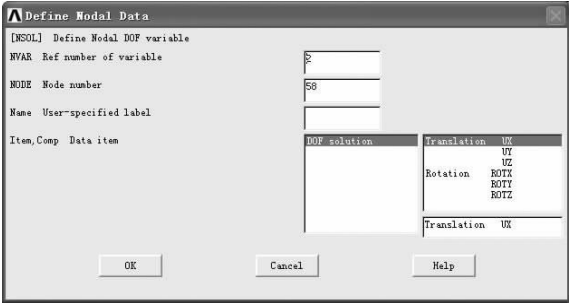 Define Nodal Data
[NSOL] Define Nodal DOF variable
NVAR Ref number of variable 2
NODE Node number 58
Name User-specified label
Item,Comp Data item DOF solution Translation UX
UY
UZ
Rotation ROTX
ROTY
ROTZ
Translation UX
OK Cancel Help